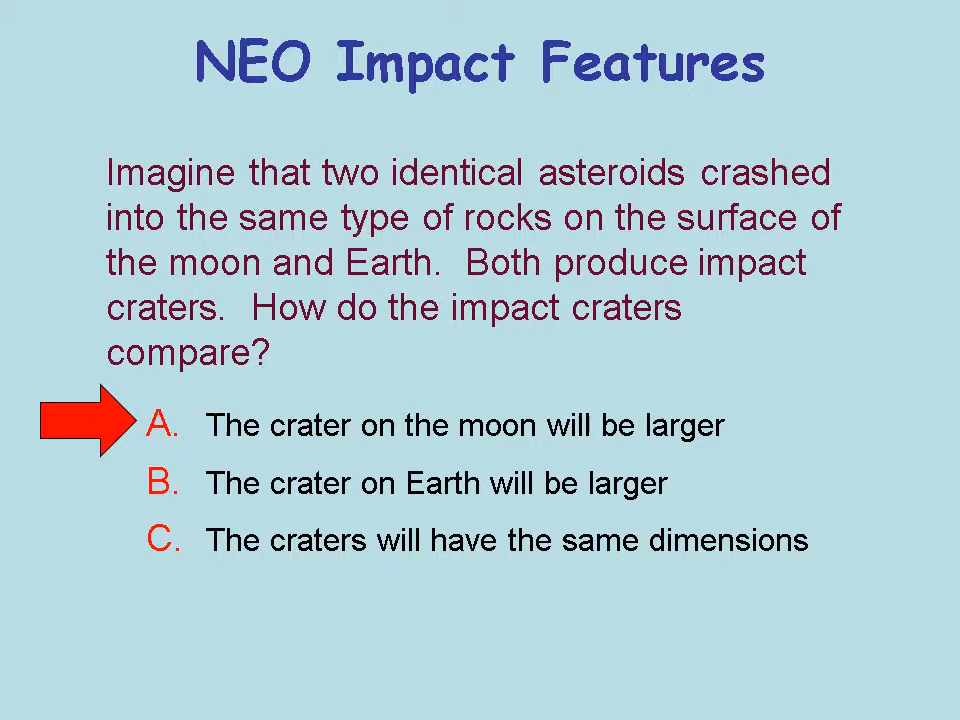 NEO Impact Features
Imagine that two identical asteroids crashed
into the same type of rocks on the surface of
the moon and Earth.  Both produce impact
craters.  How do the impact craters
compare?
A. The crater on the moon will be larger
B. The crater on Earth will be larger
C. The craters will have the same dimensions